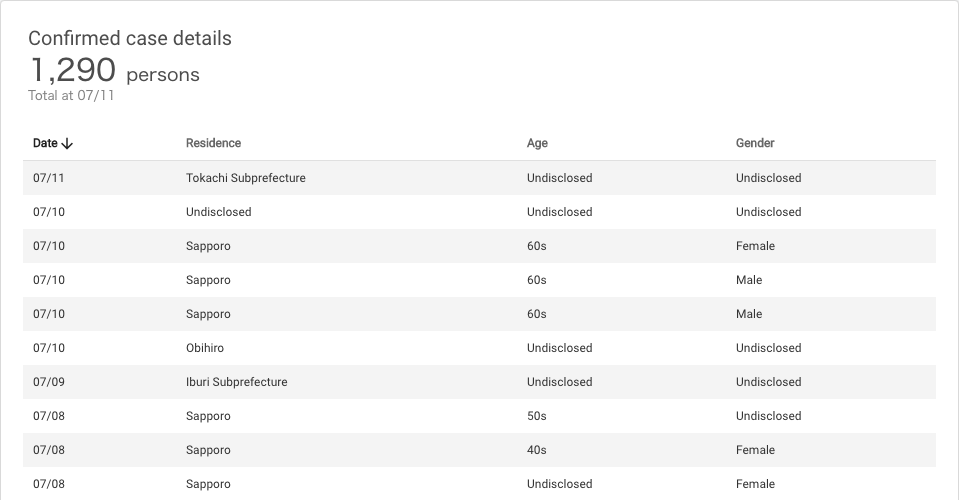 Confirmed case details
1,290 persons
Total at 07/11
Date Residence Age Gender
07/11 Tokachi Subprefecture Undisclosed Undisclosed
07/10 Undisclosed Undisclosed Undisclosed
07/10 Sapporo 60s Female
07/10 Sapporo 60s Male
07/10 Sapporo 60s Male
07/10 Obihiro Undisclosed Undisclosed
07/09 Iburi Subprefecture Undisclosed Undisclosed
07/08 Sapporo 50s Undisclosed
07/08 Sapporo 40s Female
07/08 Sapporo Undisclosed Female